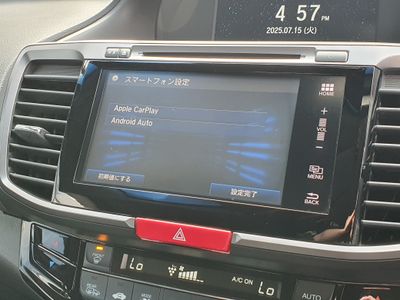 4 57 PM
2025.07.15 (火)
スマートフォン設定
HOME
Apple CarPlay
Android Auto
+
VOL
−
MENU
初期値にする
設定完了
BACK
Lo
A/C ON
Lo
AUTO